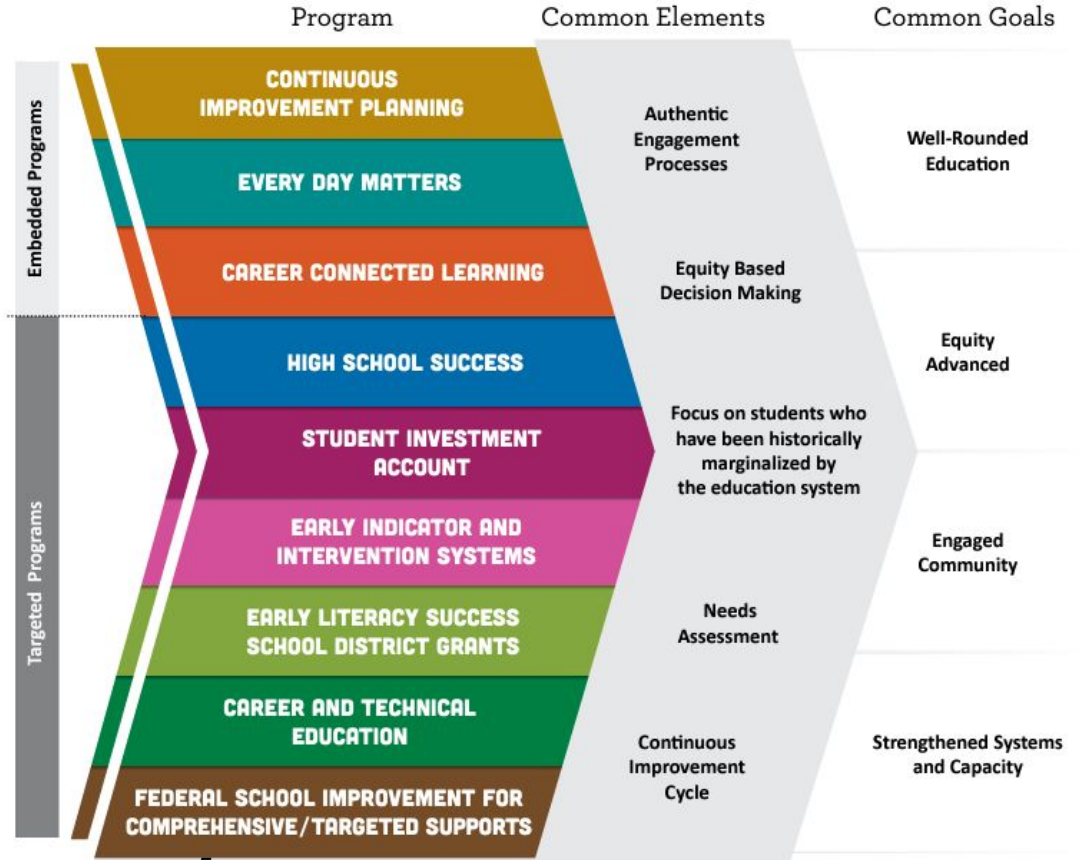 Program
Common Elements
Common Goals
Embedded Programs
Targeted Programs
CONTINUOUS
IMPROVEMENT PLANNING
EVERY DAY MATTERS
CAREER CONNECTED LEARNING
HIGH SCHOOL SUCCESS
STUDENT INVESTMENT
ACCOUNT
EARLY INDICATOR AND
INTERVENTION SYSTEMS
EARLY LITERACY SUCCESS
SCHOOL DISTRICT GRANTS
CAREER AND TECHNICAL
EDUCATION
FEDERAL SCHOOL IMPROVEMENT FOR
COMPREHENSIVE/TARGETED SUPPORTS
Authentic
Engagement
Processes
Equity Based
Decision Making
Focus on students who
have been historically
marginalized by
the education system
Needs
Assessment
Continuous
Improvement
Cycle
Well-Rounded
Education
Equity
Advanced
Engaged
Community
Strengthened Systems
and Capacity